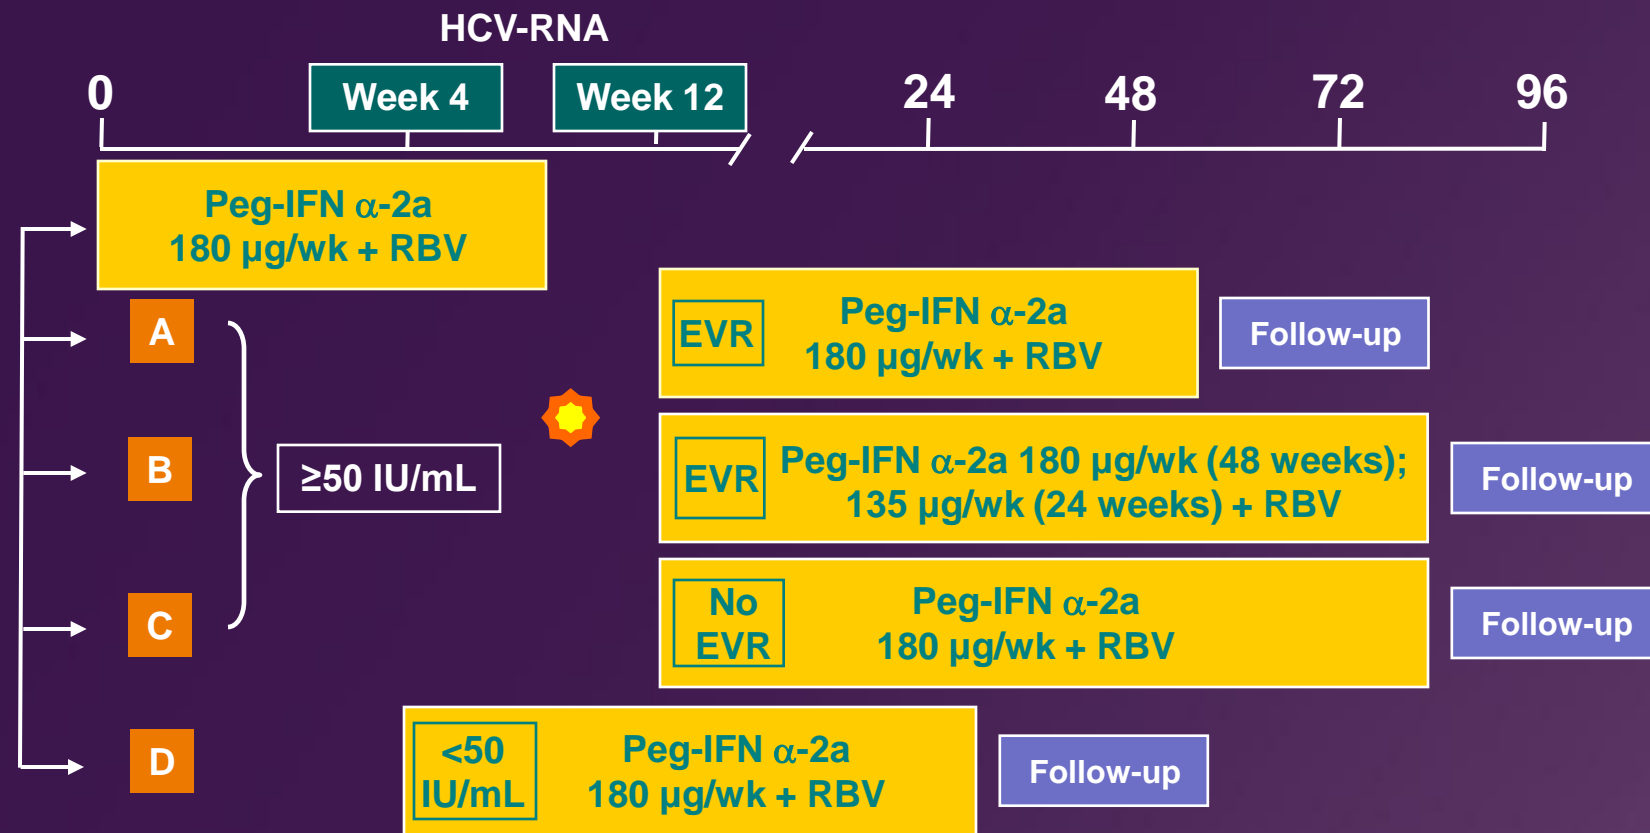 HCV-RNA
0
Week 4
Week 12
24
48
72
96
Peg-IFN α-2a
180 µg/wk + RBV
A
EVR
Peg-IFN α-2a
180 µg/wk + RBV
Follow-up
B
≥50 IU/mL
EVR
Peg-IFN α-2a 180 µg/wk (48 weeks);
135 µg/wk (24 weeks) + RBV
Follow-up
C
No
EVR
Peg-IFN α-2a
180 µg/wk + RBV
Follow-up
D
<50
IU/mL
Peg-IFN α-2a
180 µg/wk + RBV
Follow-up